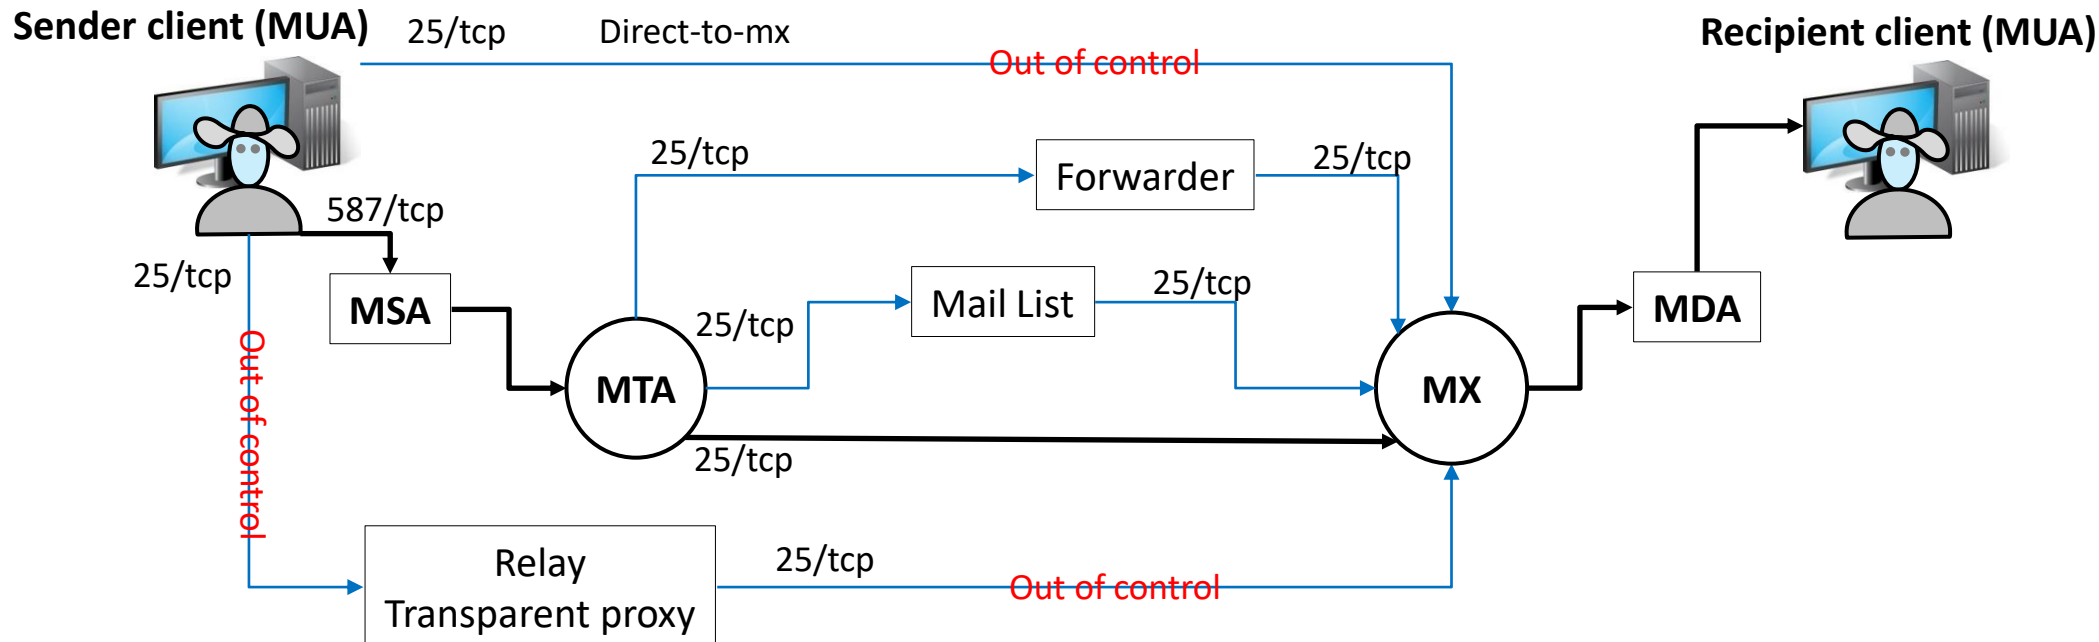 Sender client (MUA)
25/tcp
Direct-to-mx
Out of control
Recipient client (MUA)
25/tcp
Forwarder
25/tcp
587/tcp
25/tcp
MSA
25/tcp
Mail List
25/tcp
MDA
Out of control
MTA
MX
25/tcp
Relay
Transparent proxy
25/tcp
Out of control